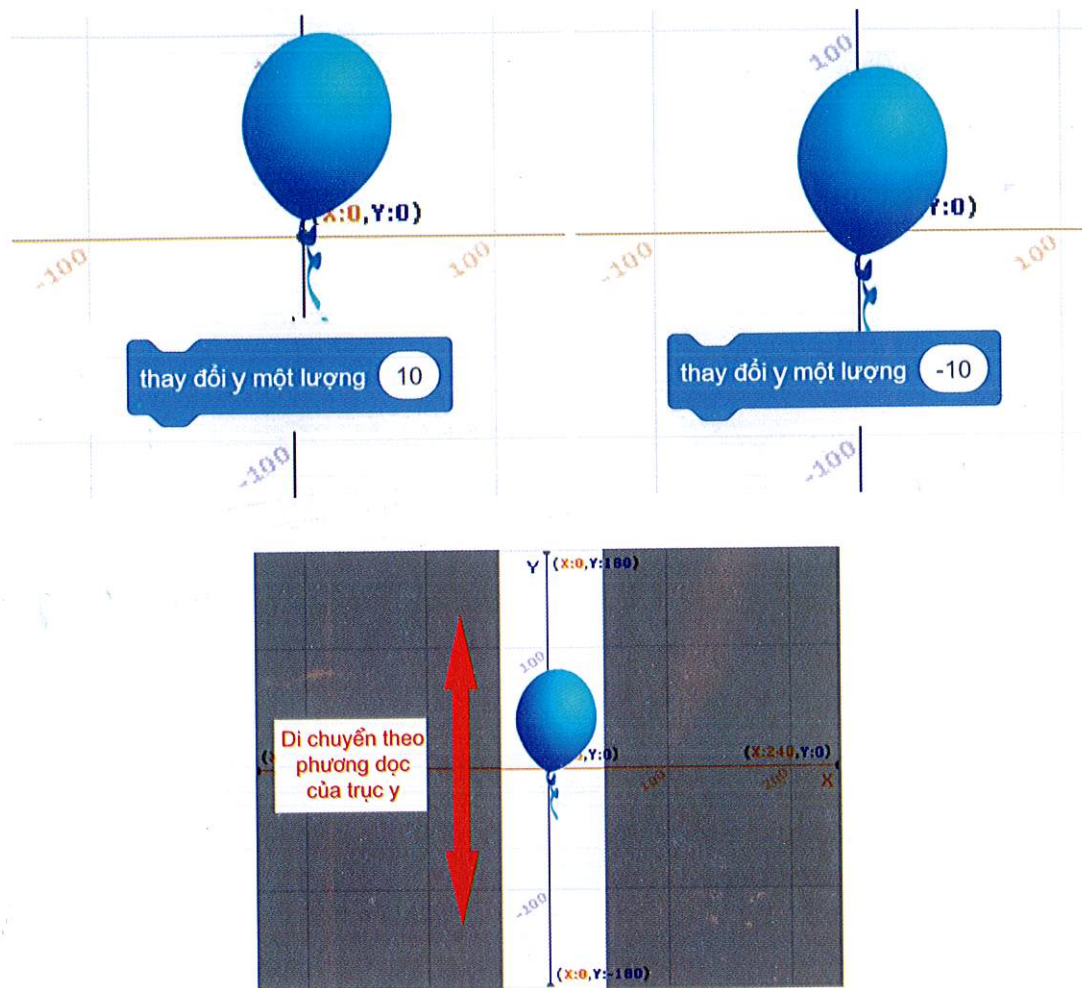 (X:0,Y:0)
-100
100
thay đổi y một lượng 10
-100
100
Y:0)
-100
100
thay đổi y một lượng -10
-100
Y (X:0,Y:180)
100
Di chuyển theo
phương dọc
của trục y
,Y:0)
(X:240,Y:0)
100
200
X
-100
(X:0,Y:-180)